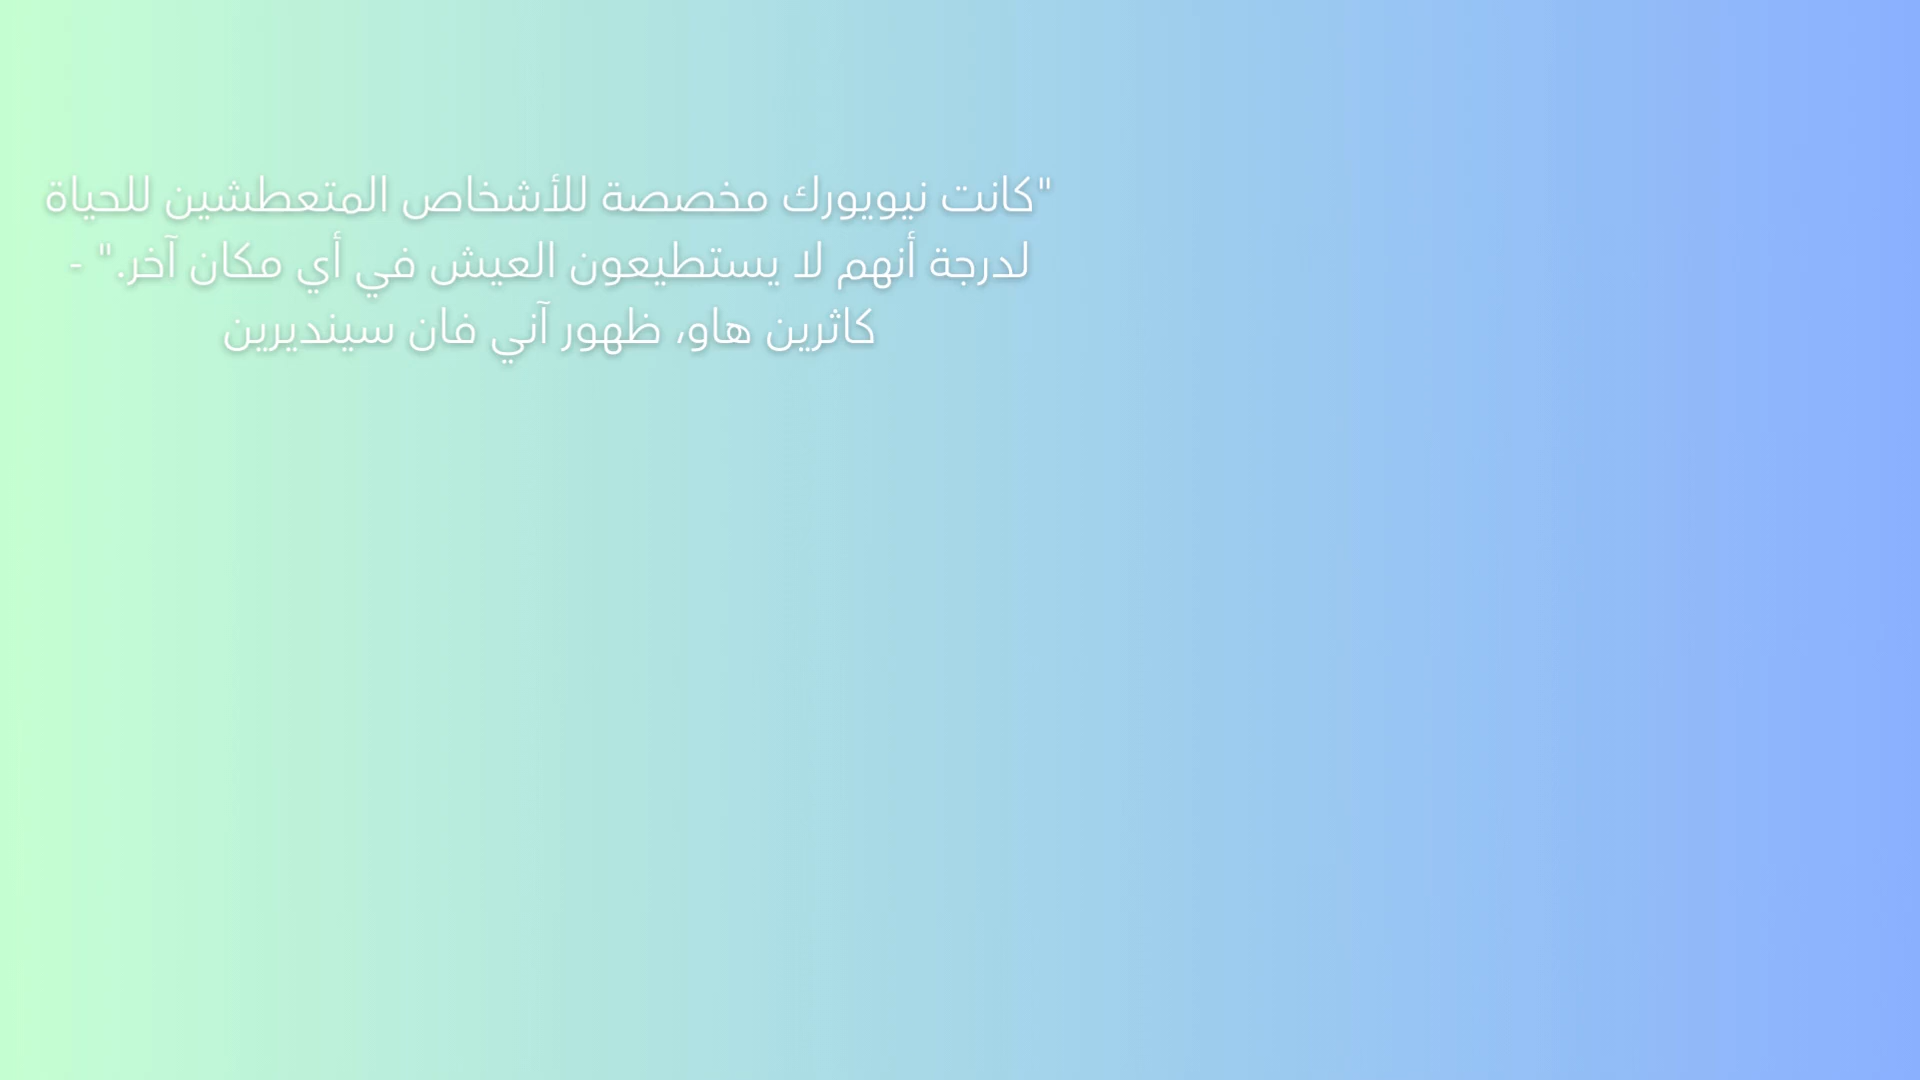 "كانت نيويورك مخصصة للأشخاص المتعطشين للحياة
لدرجة أنهم لا يستطيعون العيش في أي مكان آخر." -
كاثرين هاو، ظهور آني فان سينديرين